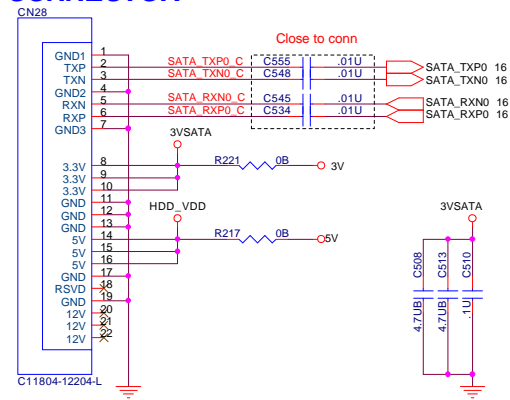 CN28
Close to conn
GND1 1
TXP 2 SATA_TXP0_C C555 .01U SATA_TXP0 16
TXN 3 SATA_TXN0_C C548 .01U SATA_TXN0 16
GND2 4
RXN 5 SATA_RXN0_C C545 .01U SATA_RXN0 16
RXP 6 SATA_RXP0_C C534 .01U SATA_RXP0 16
GND3 7
3VSATA
3.3V 8 R221 0B 3V
3.3V 9
3.3V 10
GND 11 HDD_VDD 3VSATA
GND 12
GND 13
5V 14 R217 0B 5V
5V 15
5V 16
GND 17
RSVD 18
GND 19
12V 20
12V 21
12V 22
C508 C513 C510
4.7UB 4.7UB .1U
C11804-12204-L